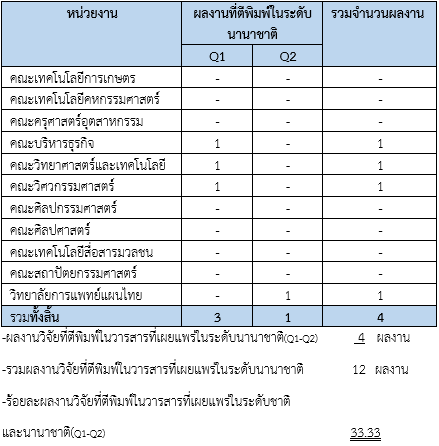 หน่วยงาน ผลงานที่ตีพิมพ์ในระดับ รวมจำนวนผลงาน
นานาชาติ
Q1 Q2
คณะเทคโนโลยีการเกษตร - - -
คณะเทคโนโลยีคหกรรมศาสตร์ - - -
คณะครุศาสตร์อุตสาหกรรม - - -
คณะบริหารธุรกิจ 1 - 1
คณะวิทยาศาสตร์และเทคโนโลยี 1 - 1
คณะวิศวกรรมศาสตร์ 1 - 1
คณะศิลปกรรมศาสตร์ - - -
คณะศิลปศาสตร์ - - -
คณะเทคโนโลยีสื่อสารมวลชน - - -
คณะสถาปัตยกรรมศาสตร์ - - -
วิทยาลัยการแพทย์แผนไทย - 1 1
รวมทั้งสิ้น 3 1 4
-ผลงานวิจัยที่ตีพิมพ์ในวารสารที่เผยแพร่ในระดับนานาชาติ(Q1-Q2) 4 ผลงาน
-รวมผลงานวิจัยที่ตีพิมพ์ในวารสารที่เผยแพร่ในระดับนานาชาติ 12 ผลงาน
-ร้อยละผลงานวิจัยที่ตีพิมพ์ในวารสารที่เผยแพร่ในระดับชาติ
และนานาชาติ(Q1-Q2) 33.33